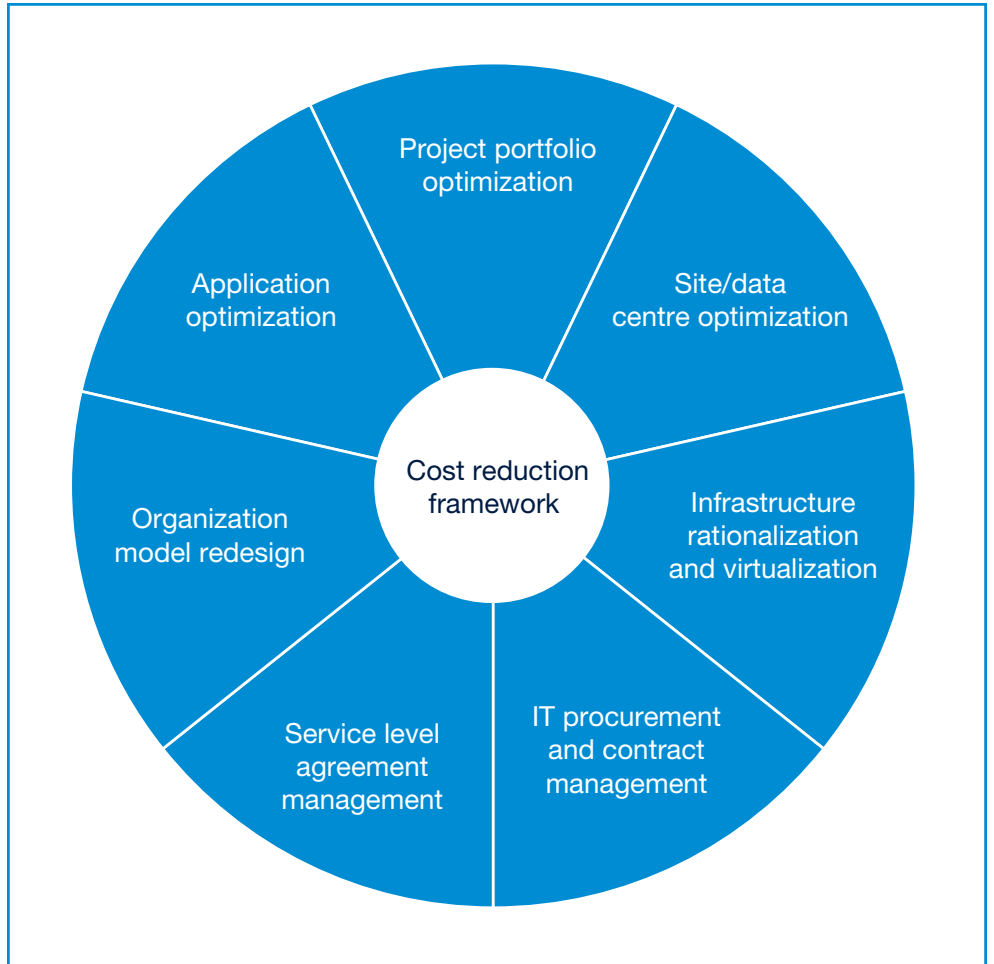 Project portfolio
optimization
Site/data
centre optimization
Infrastructure
rationalization
and virtualization
IT procurement
and contract
management
Service level
agreement
management
Organization
model redesign
Application
optimization
Cost reduction
framework